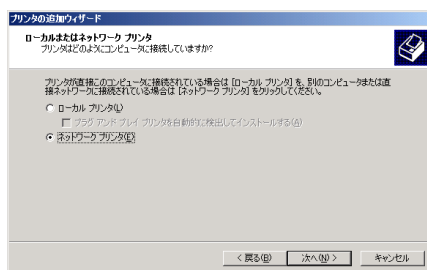 プリンタの追加ウィザード
ローカルまたはネットワーク プリンタ
プリンタはどのようにコンピュータに接続していますか?
プリンタが直接このコンピュータに接続されている場合は [ローカル プリンタ] を、別のコンピュータまたは直
接ネットワークに接続されている場合は [ネットワーク プリンタ] をクリックしてください。
ローカル プリンタ(L)
プラグ アンド プレイ プリンタを自動的に検出してインストールする(A)
ネットワーク プリンタ(E)
< 戻る(B)
次へ(N) >
キャンセル